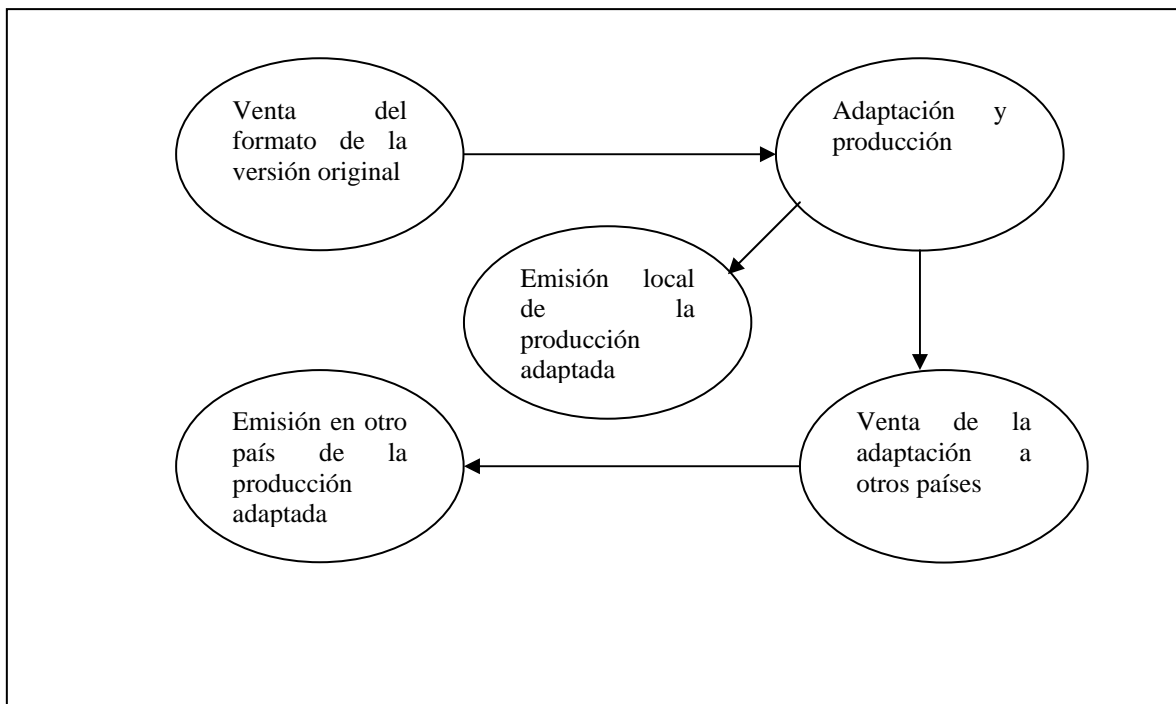 Venta del
formato de la
versión original
Adaptación y
producción
Emisión local
de la
producción
adaptada
Emisión en otro
país de la
producción
adaptada
Venta de la
adaptación a
otros países